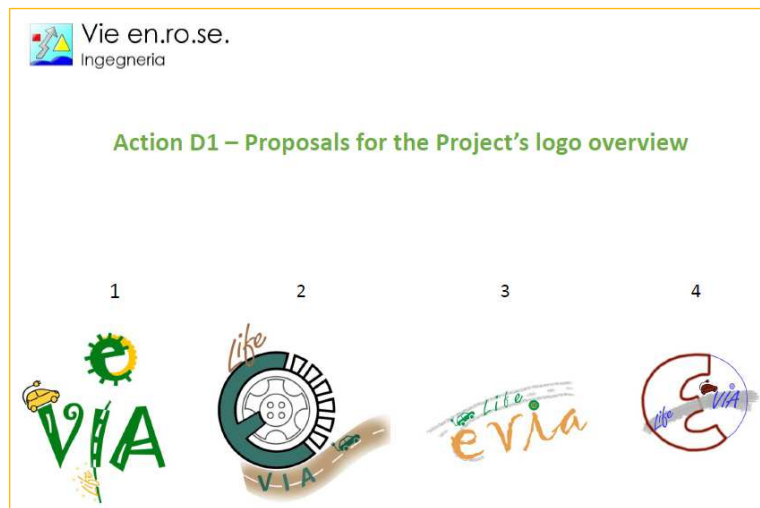 Vie en.ro.se.
Ingegneria
Action D1 – Proposals for the Project's logo overview
1
2
3
4
e
VIA
life
Life
VIA
Life
evia
Life
VIA